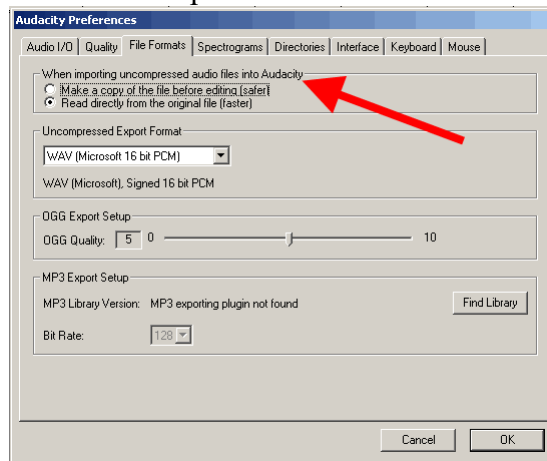 Audacity Preferences
Audio I/O Quality File Formats Spectrograms Directories Interface Keyboard Mouse
When importing uncompressed audio files into Audacity
Make a copy of the file before editing (safer)
Read directly from the original file (faster)
Uncompressed Export Format
WAV (Microsoft 16 bit PCM)
WAV (Microsoft), Signed 16 bit PCM
OGG Export Setup
OGG Quality: 5 0 10
MP3 Export Setup
MP3 Library Version: MP3 exporting plugin not found Find Library
Bit Rate: 128
Cancel OK